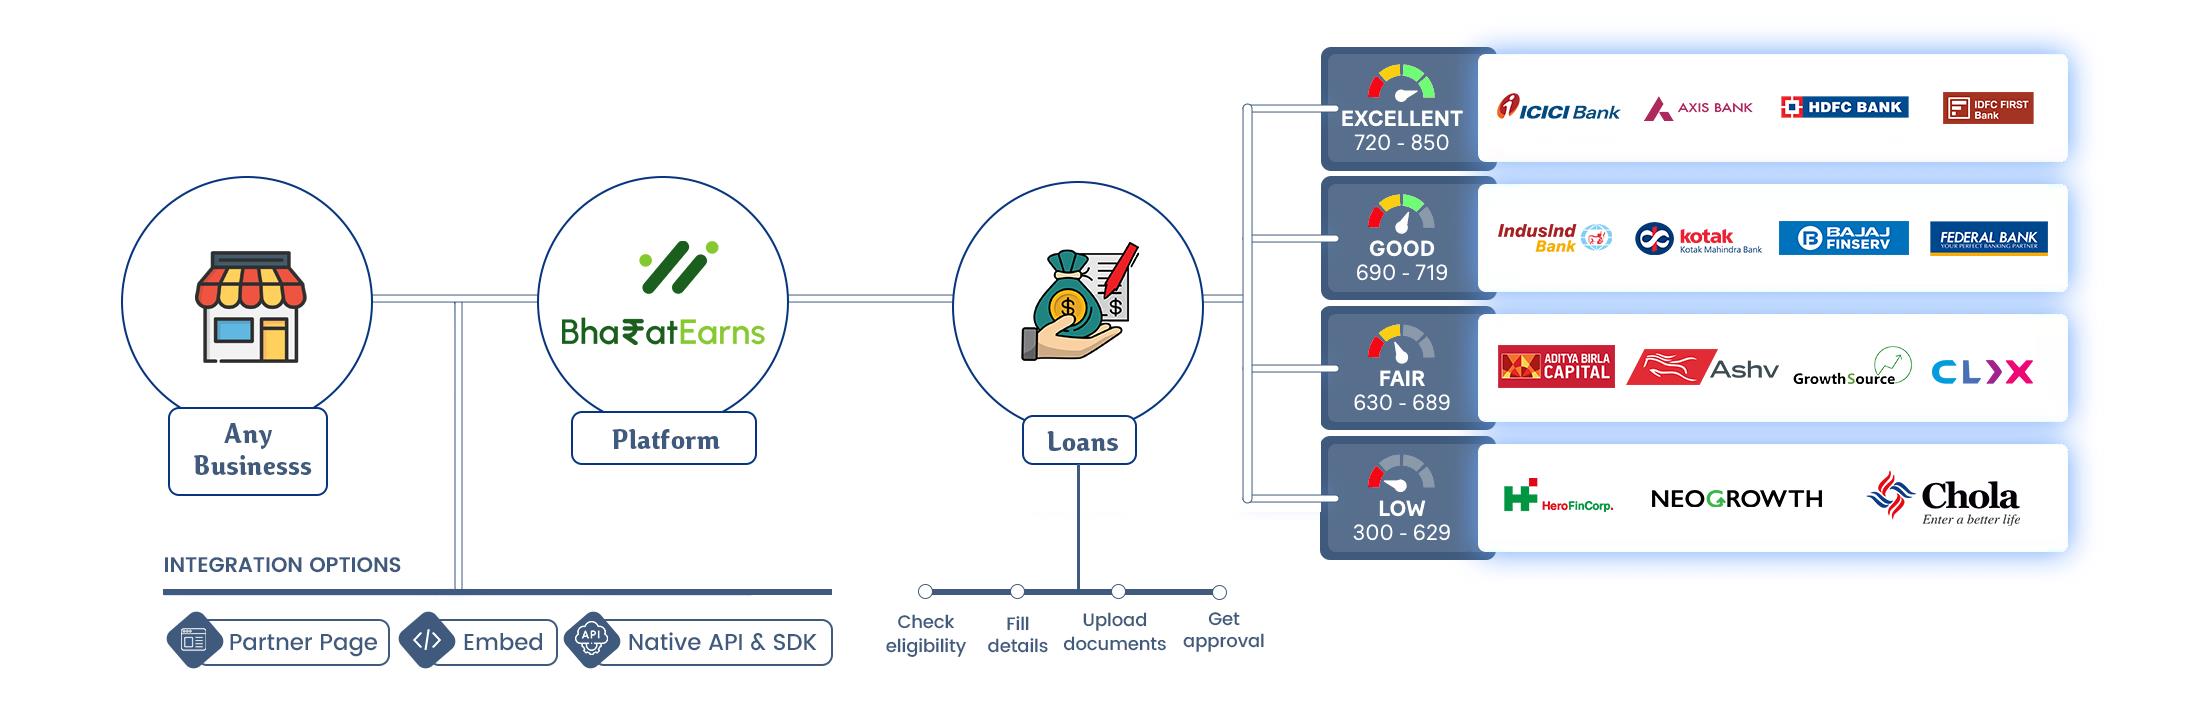 Any
Businesss
Bha₹atEarns
Platform
$
$
Loans
INTEGRATION OPTIONS
Partner Page
</> Embed
API Native API & SDK
Check
eligibility
Fill
details
Upload
documents
Get
approval
EXCELLENT
720 - 850
ICICI Bank
AXIS BANK
HDFC BANK
IDFC FIRST
Bank
GOOD
690 - 719
IndusInd
Bank
kotak
Kotak Mahindra Bank
BAJAJ
FINSERV
FEDERAL BANK
YOUR PERFECT BANKING PARTNER
FAIR
630 - 689
ADITYA BIRLA
CAPITAL
Ashv
GrowthSource
CLIX
LOW
300 - 629
HeroFinCorp.
NEOGROWTH
Chola
Enter a better life